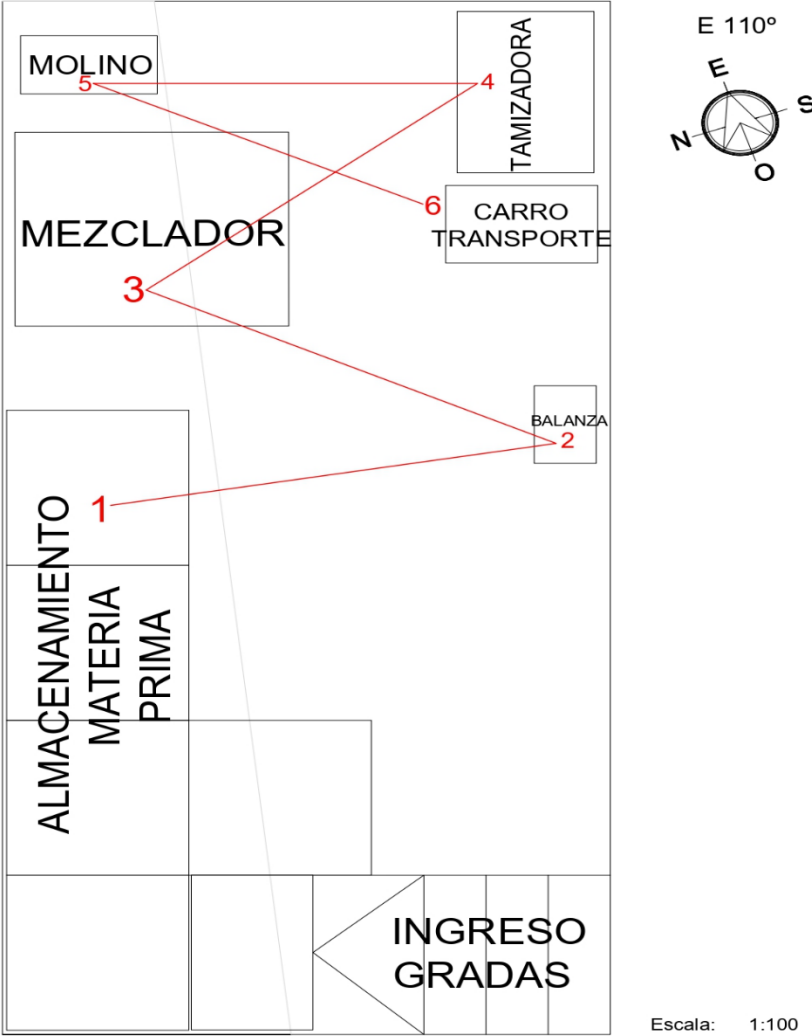 E 110º
E
S
N
O
MOLINO
5
4
TAMIZADORA
6
CARRO
TRANSPORTE
MEZCLADOR
3
BALANZA
2
1
ALMACENAMIENTO
MATERIA
PRIMA
INGRESO
GRADAS
Escala: 1:100